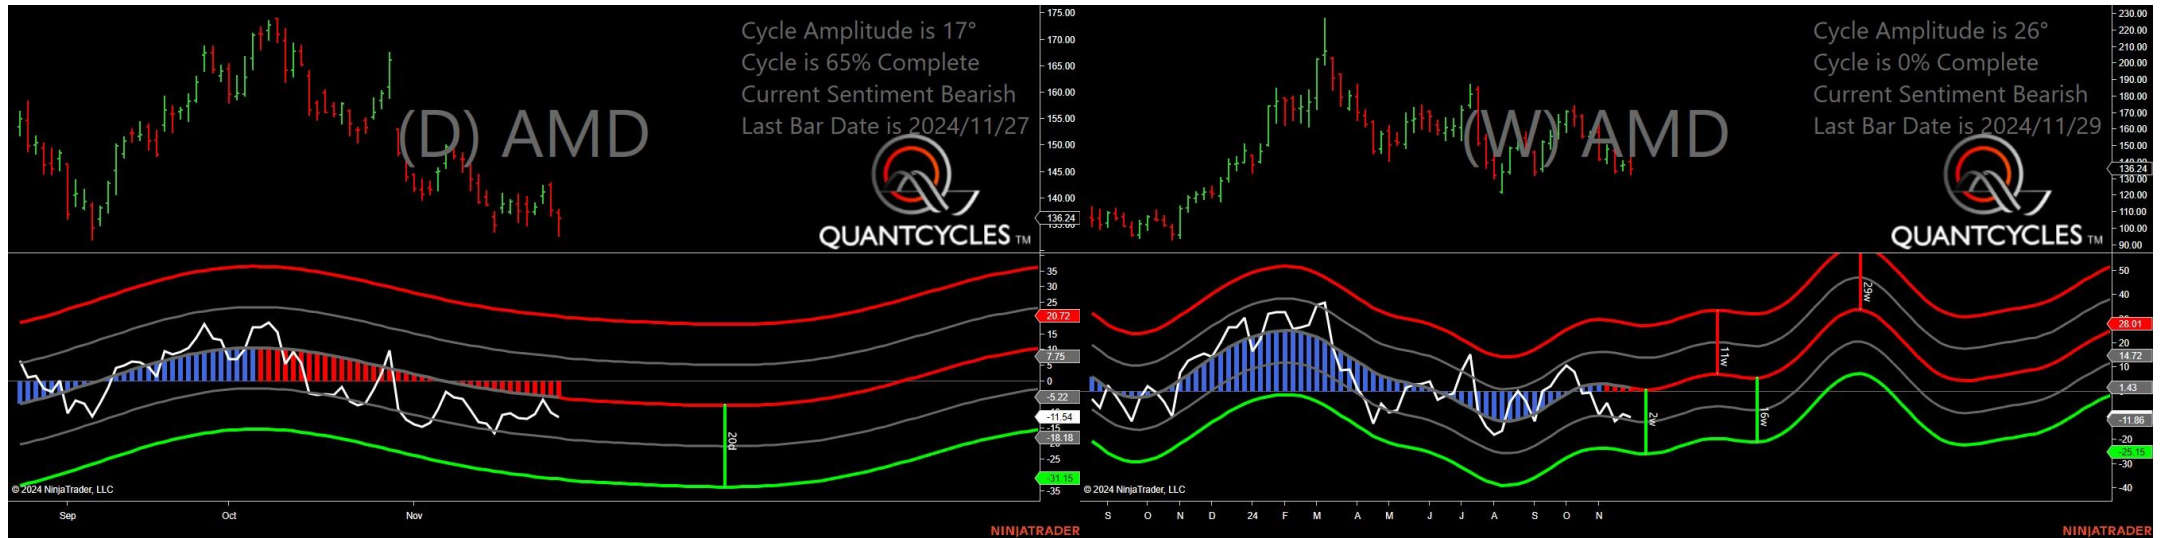 Cycle Amplitude is 17°
Cycle is 65% Complete
Current Sentiment Bearish
Last Bar Date is 2024/11/27
(D) AMD
QUANTCYCLES TM
175.00
170.00
165.00
160.00
155.00
150.00
145.00
140.00
136.24
35
30
25
20.72
15
10
7.75
5
0
-5.22
-11.54
-15
-18.18
-25
-31.15
-35
20d
© 2024 NinjaTrader, LLC
Sep Oct Nov
NINJATRADER
Cycle Amplitude is 26°
Cycle is 0% Complete
Current Sentiment Bearish
Last Bar Date is 2024/11/29
(W) AMD
QUANTCYCLES TM
230.00
220.00
210.00
200.00
190.00
180.00
170.00
160.00
150.00
136.24
130.00
120.00
110.00
100.00
90.00
50
40
28.01
20
14.72
10
1.43
-11.86
-20
-25.15
-30
-40
2w
11w
6w
29w
© 2024 NinjaTrader, LLC
S O N D 24 F M A M J J A S O N
NINJATRADER